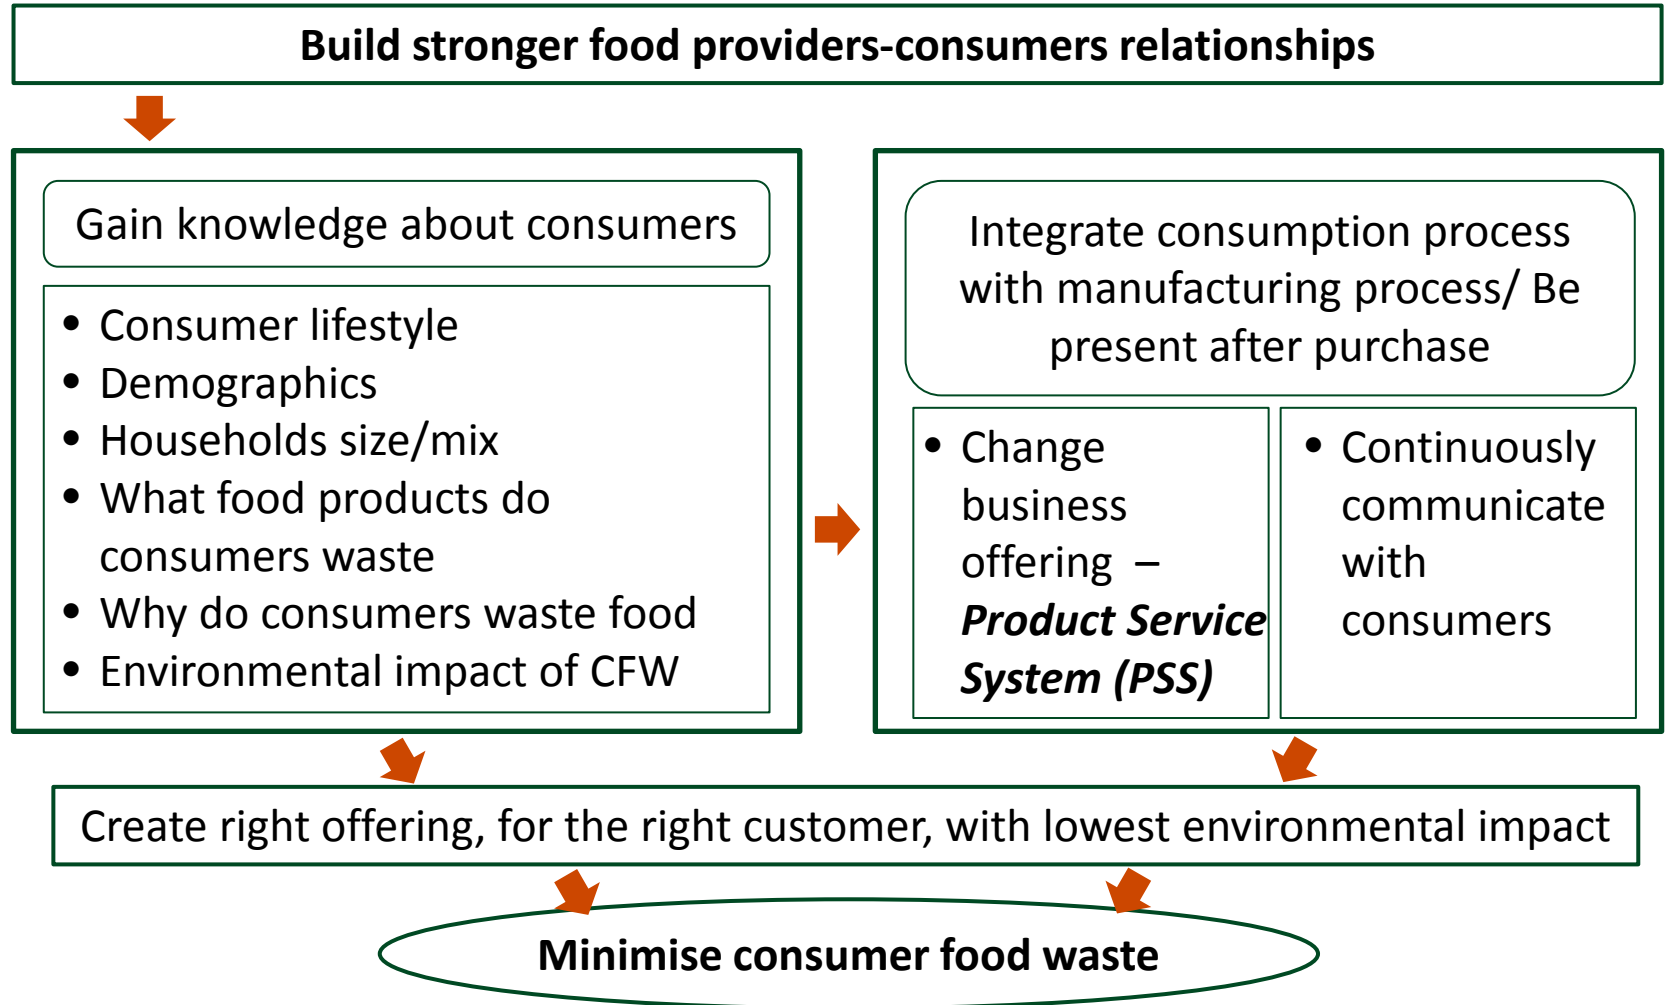 Build stronger food providers-consumers relationships
Gain knowledge about consumers
• Consumer lifestyle
• Demographics
• Households size/mix
• What food products do
consumers waste
• Why do consumers waste food
• Environmental impact of CFW
Integrate consumption process
with manufacturing process/ Be
present after purchase
• Change
business
offering –
Product Service
System (PSS)
• Continuously
communicate
with
consumers
Create right offering, for the right customer, with lowest environmental impact
Minimise consumer food waste